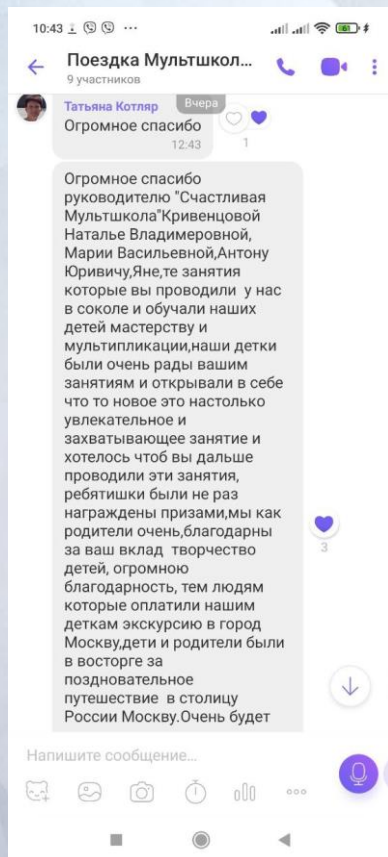 10:43
61
Поездка Мультшкол...
9 участников
Вчера
Татьяна Котляр
Огромное спасибо
12:43
1
Огромное спасибо
руководителю "Счастливая
Мультшкола"Кривенцовой
Наталье Владимеровной,
Марии Васильевной,Антону
Юривичу,Яне,те занятия
которые вы проводили у нас
в соколе и обучали наших
детей мастерству и
мультипликации,наши детки
были очень рады вашим
занятиям и открывали в себе
что то новое это настолько
увлекательное и
захватывающее занятие и
хотелось чтоб вы дальше
проводили эти занятия,
ребятишки были не раз
награждены призами,мы как
родители очень,благодарны
за ваш вклад творчество
детей, огромною
благодарность, тем людям
которые оплатили нашим
деткам экскурсию в город
Москву,дети и родители были
в восторге за
поздновательное
путешествие в столицу
России Москву.Очень будет
3
Напишите сообщение...